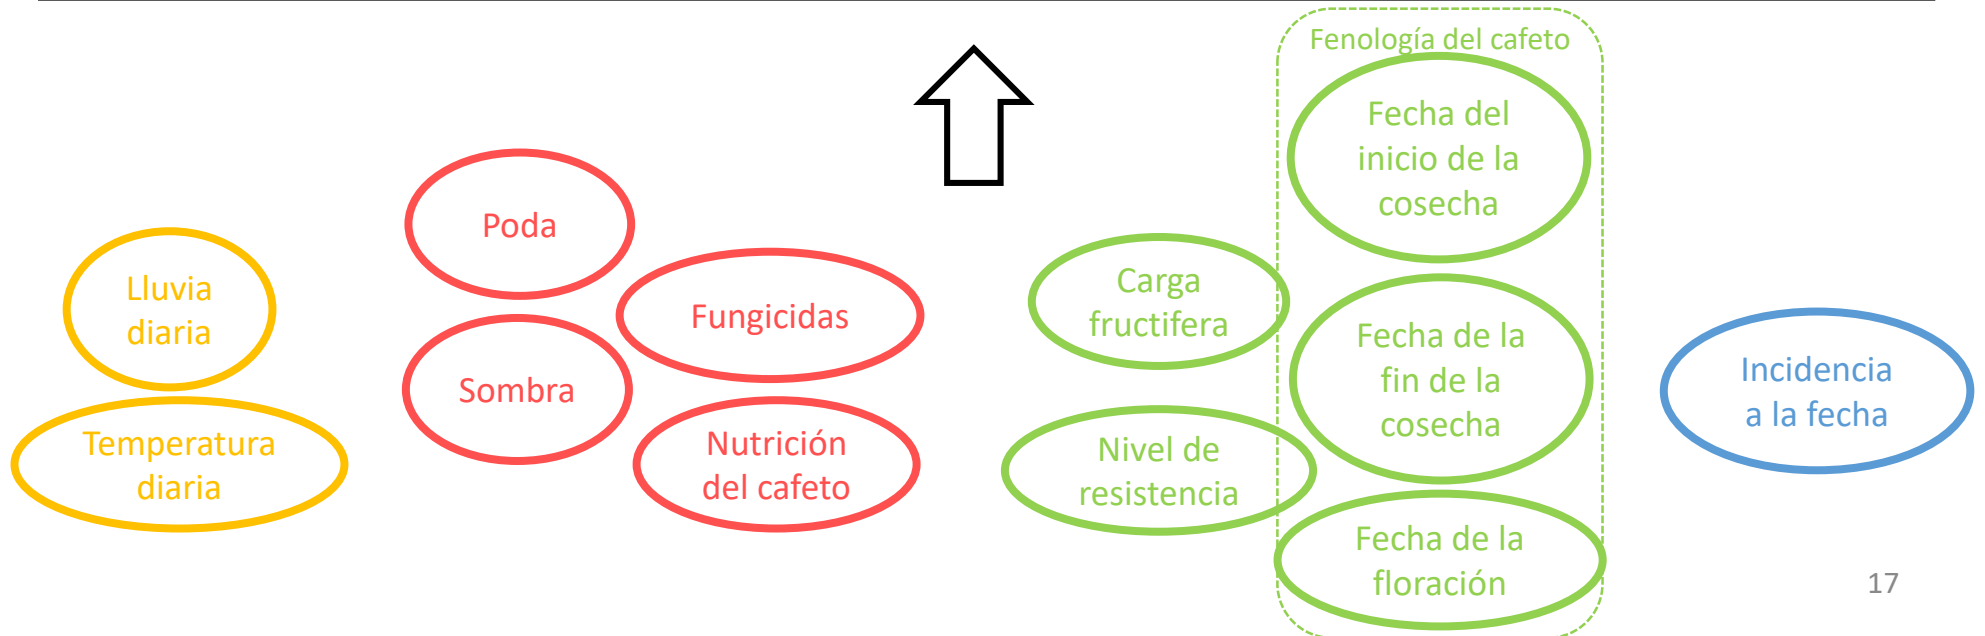 Lluvia
diaria
Temperatura
diaria
Poda
Sombra
Fungicidas
Nutrición
del cafeto
Carga
fructifera
Nivel de
resistencia
Fenología del cafeto
Fecha del
inicio de la
cosecha
Fecha de la
fin de la
cosecha
Fecha de la
floración
Incidencia
a la fecha
17